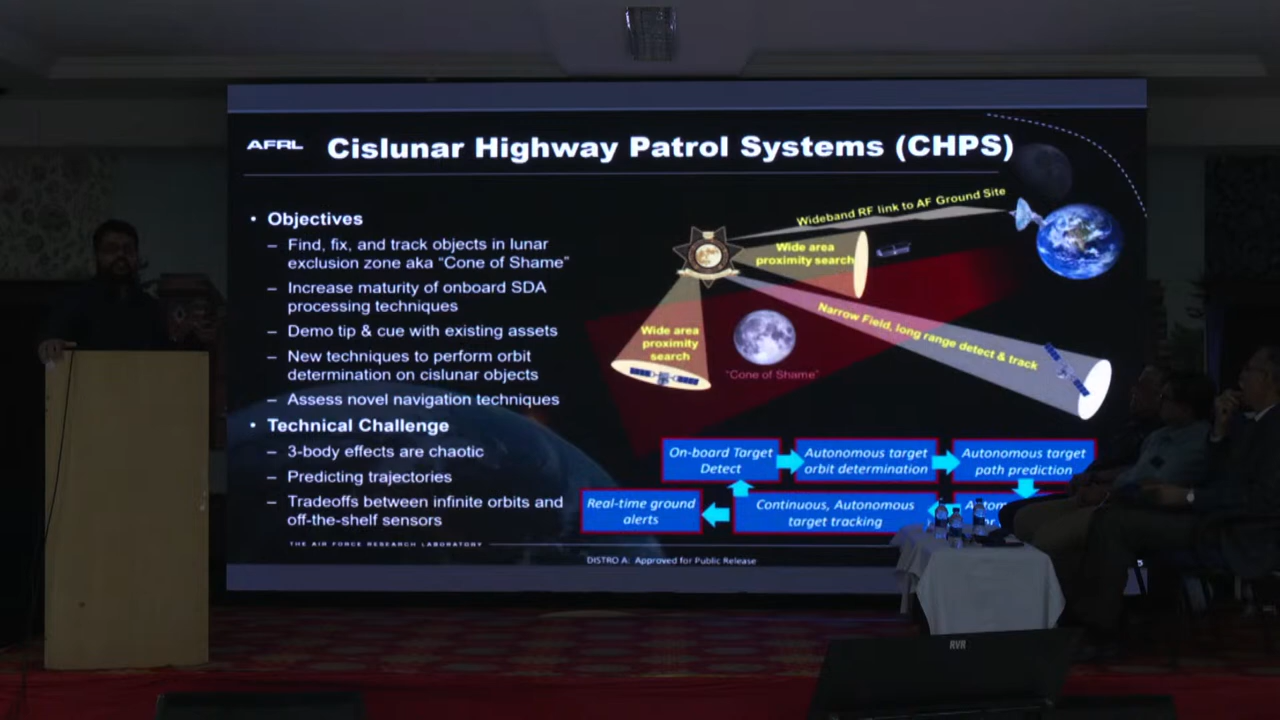 AFRL
Cislunar Highway Patrol Systems (CHPS)
• Objectives
– Find, fix, and track objects in lunar
exclusion zone aka “Cone of Shame”
– Increase maturity of onboard SDA
processing techniques
– Demo tip & cue with existing assets
– New techniques to perform orbit
determination on cislunar objects
– Assess novel navigation techniques
• Technical Challenge
– 3-body effects are chaotic
– Predicting trajectories
– Tradeoffs between infinite orbits and
off-the-shelf sensors
Wideband RF link to AF Ground Site
Wide area
proximity search
Narrow Field, long range detect & track
Wide area
proximity
search
“Cone of Shame”
On-board Target
Detect
Autonomous target
orbit determination
Autonomous target
path prediction
Real-time ground
alerts
Continuous, Autonomous
target tracking
THE AIR FORCE RESEARCH LABORATORY
DISTRO A: Approved for Public Release
5
RVR